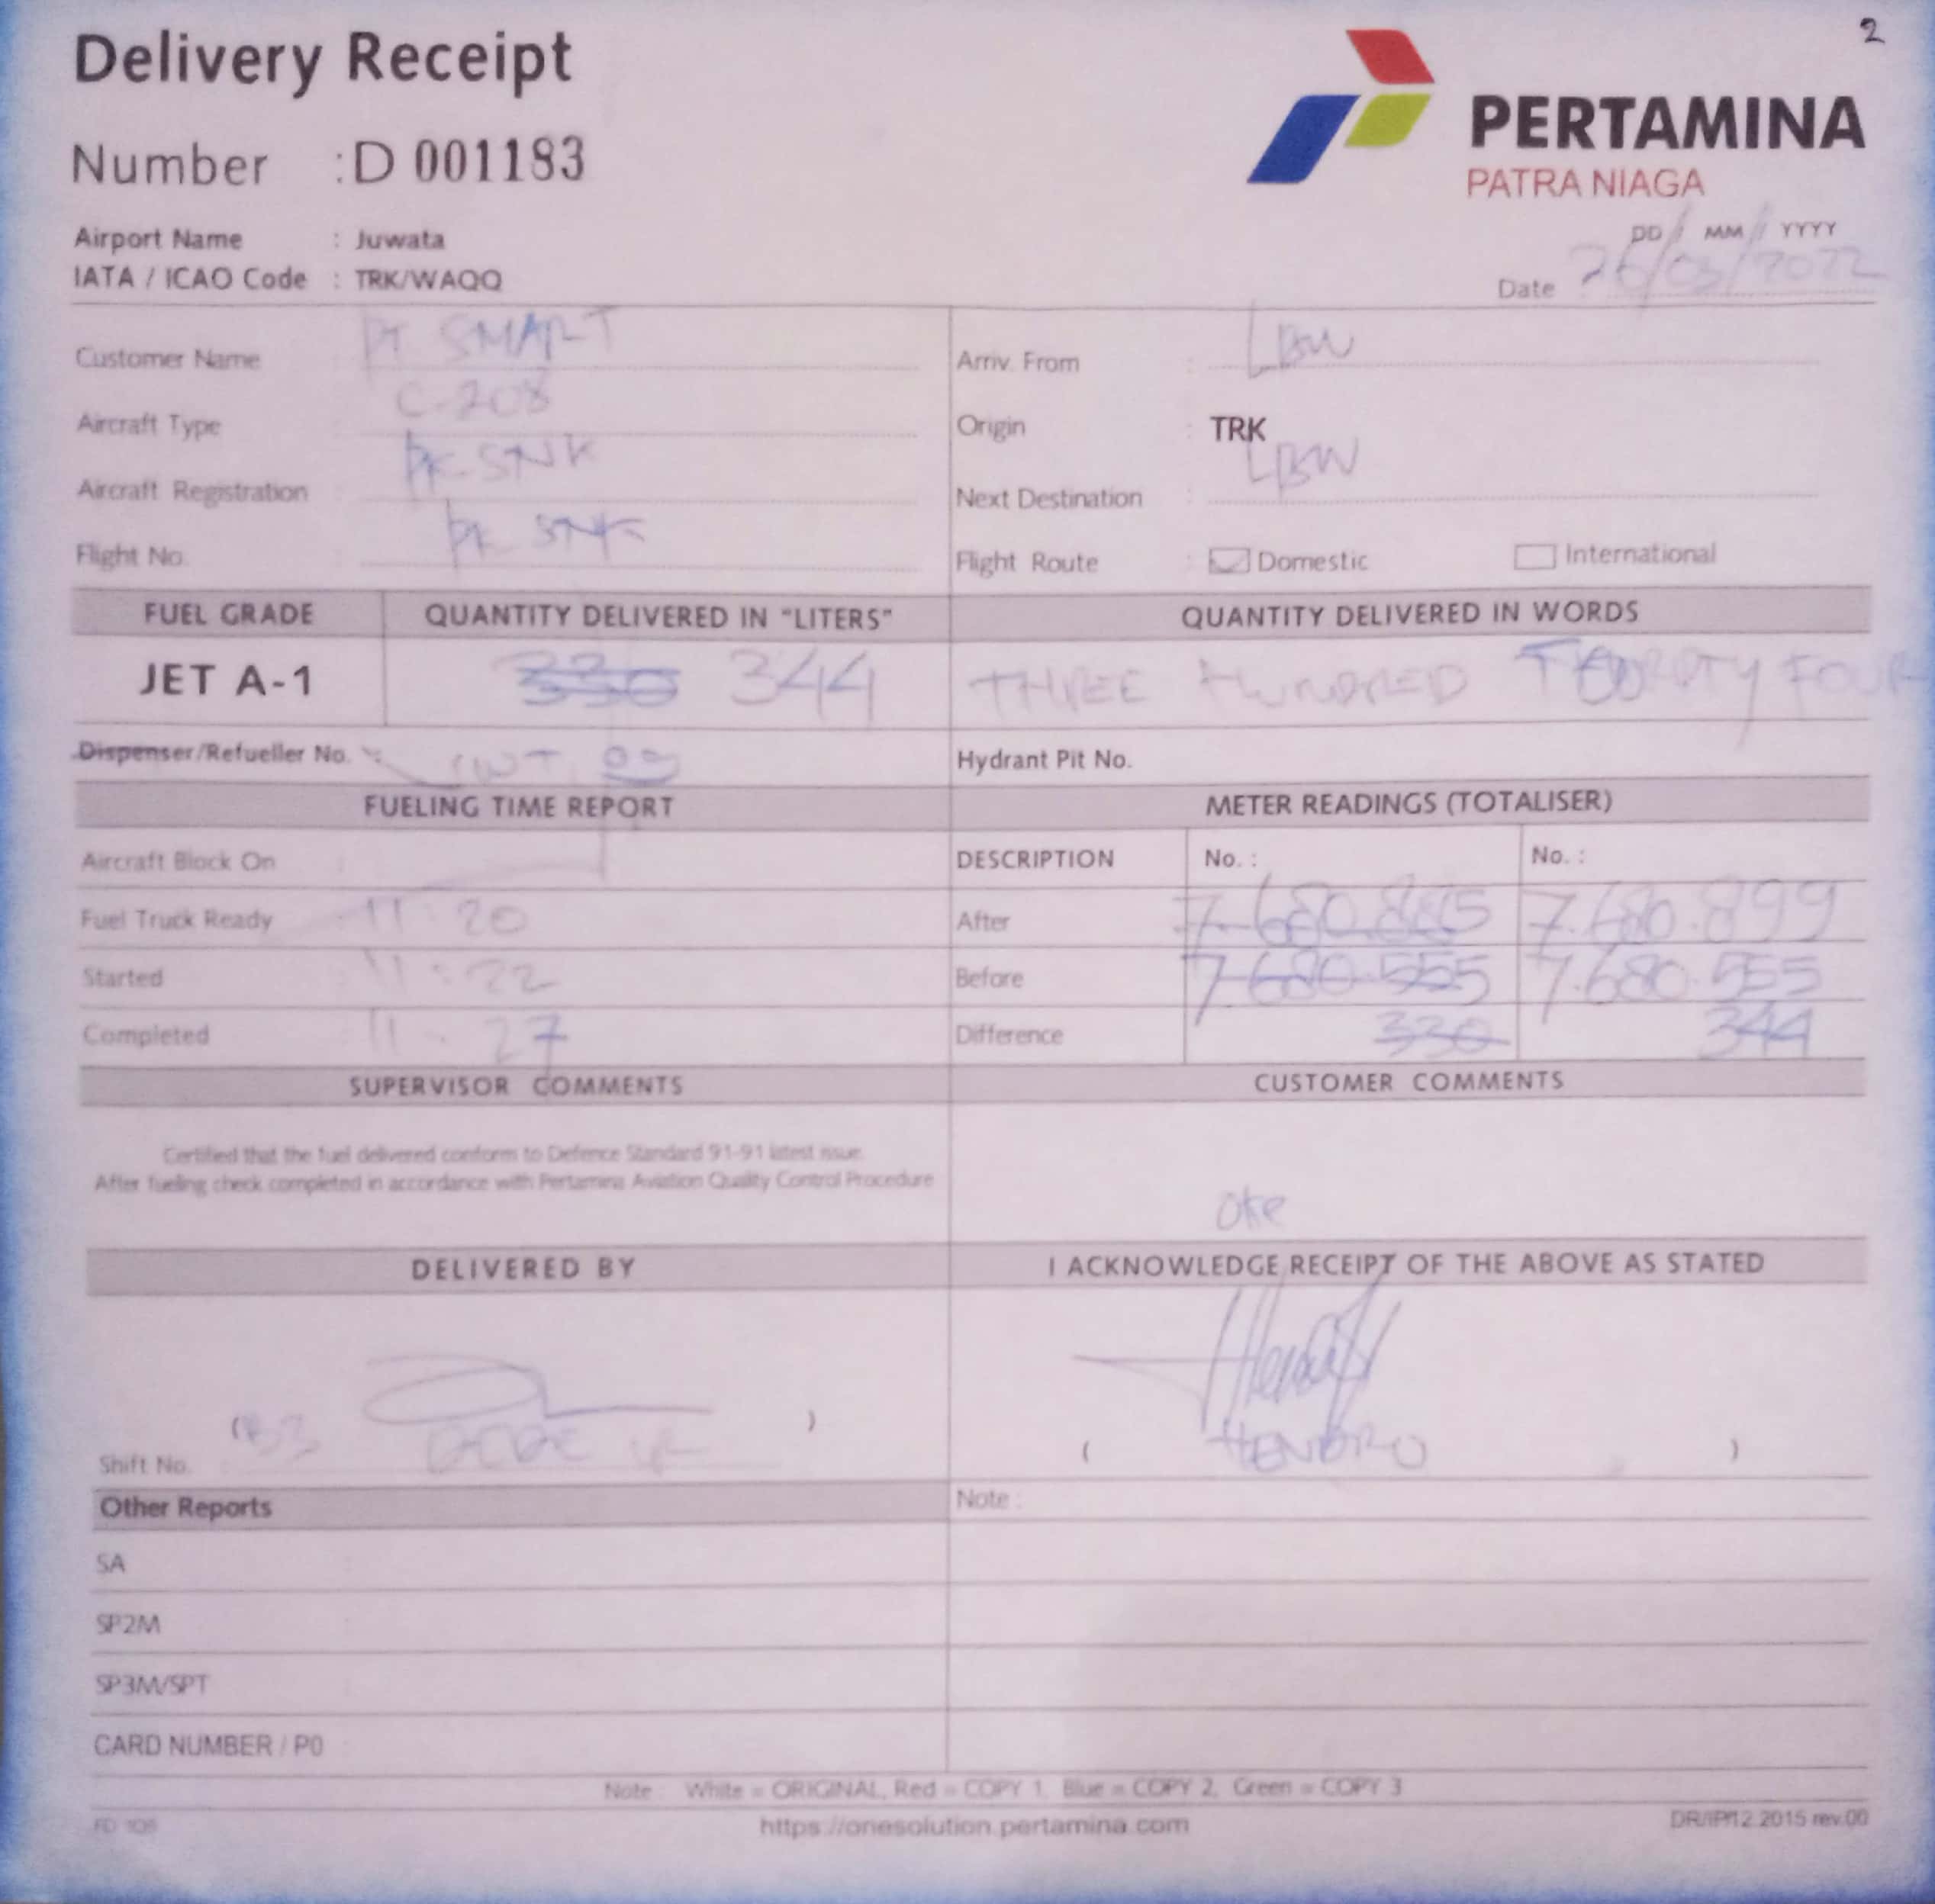 2
Delivery Receipt
Number : D 001183
PERTAMINA
PATRA NIAGA
Airport Name : Juwata
IATA / ICAO Code : TRK/WAQQ
DD / MM / YYYY
Date 26/03/2022
Customer Name : PT SMART
Arriv. From : LBW
Aircraft Type C-208
Origin : TRK
Aircraft Registration : PK-SNK
Next Destination : LBW
Flight No. : PK SNK
Flight Route : Domestic International
FUEL GRADE QUANTITY DELIVERED IN "LITERS" QUANTITY DELIVERED IN WORDS
JET A-1 330 344 THREE HUNDRED FOURTY FOUR
Dispenser/Refueller No. :
Hydrant Pit No.
FUELING TIME REPORT METER READINGS (TOTALISER)
Aircraft Block On : DESCRIPTION No. : No. :
Fuel Truck Ready 11:20 After 7.680.885 7.680.899
Started 11:22 Before 7.680.555 7.680.555
Completed 11.27 Difference 330 344
SUPERVISOR COMMENTS CUSTOMER COMMENTS
Certified that the fuel delivered conform to Defence Standard 91-91 latest issue.
After fueling check completed in accordance with Pertamina Aviation Quality Control Procedure
oke
DELIVERED BY I ACKNOWLEDGE RECEIPT OF THE ABOVE AS STATED
Shift No. ( ) ( HENDRO )
Other Reports Note :
SA
SP2M
SP3M/SPT
CARD NUMBER / P0
Note : White = ORIGINAL, Red = COPY 1, Blue = COPY 2, Green = COPY 3
https://onesolution.pertamina.com
DR/IP/12.2015 rev.00